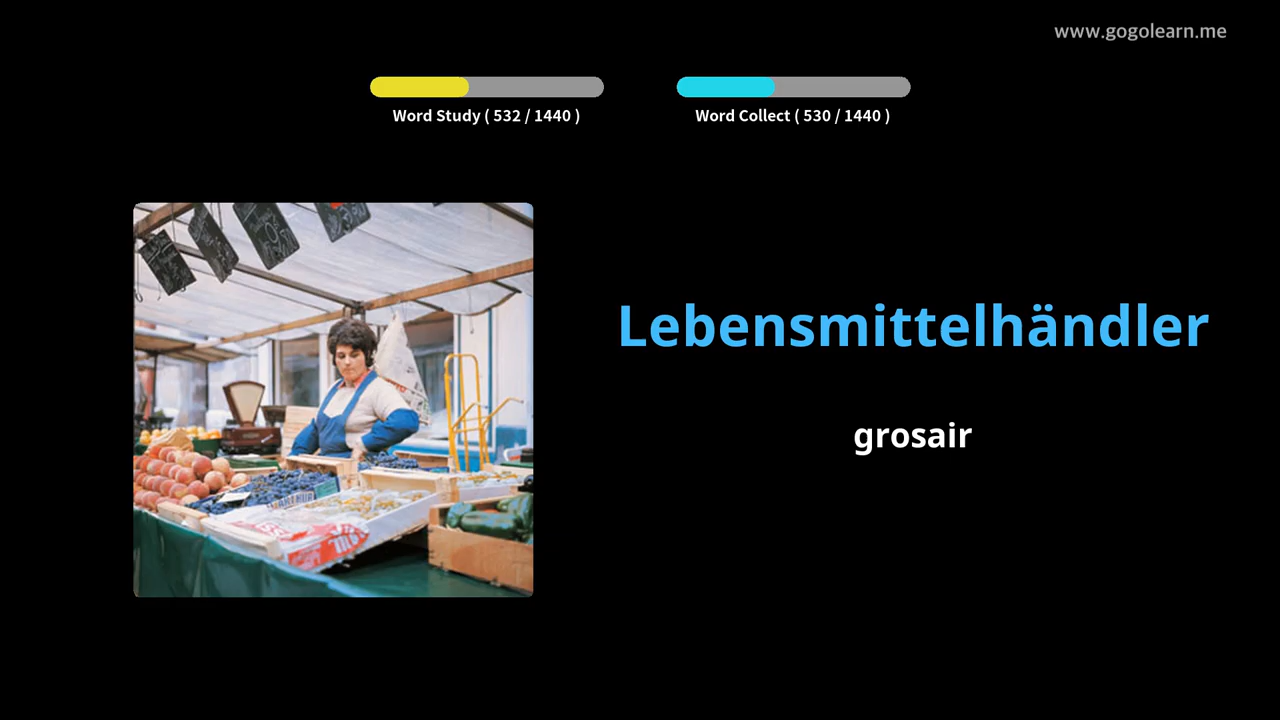 www.gogolearn.me
Word Study ( 532 / 1440 )
Word Collect ( 530 / 1440 )
Lebensmittelhändler
grosair